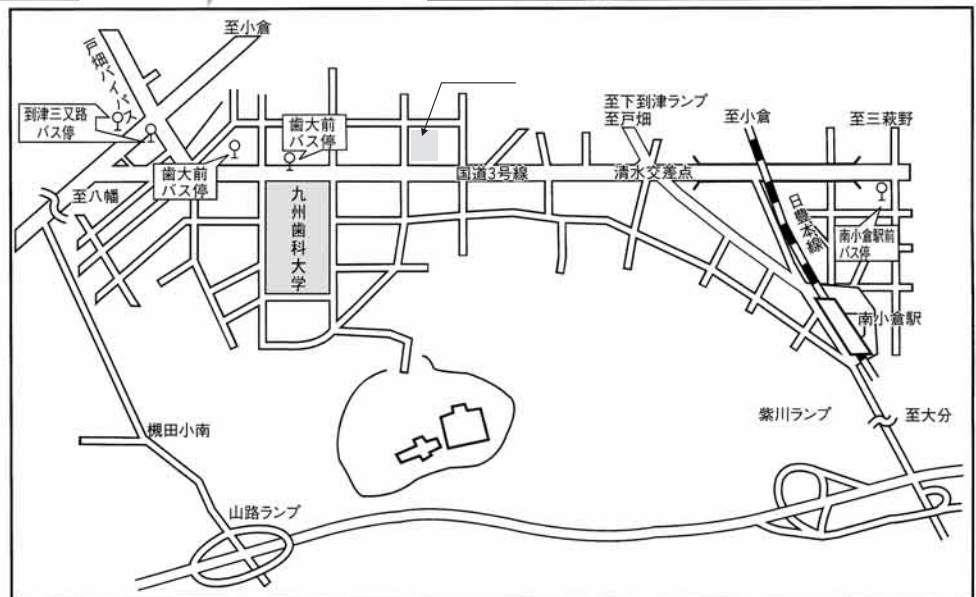 至小倉
戸畑バイパス
到津三又路
バス停
歯大前
バス停
歯大前
バス停
至八幡
九州歯科大学
国道3号線
至下到津ランプ
至戸畑
清水交差点
至小倉
至三萩野
日豊本線
南小倉駅前
バス停
南小倉駅
槻田小南
山路ランプ
紫川ランプ
至大分